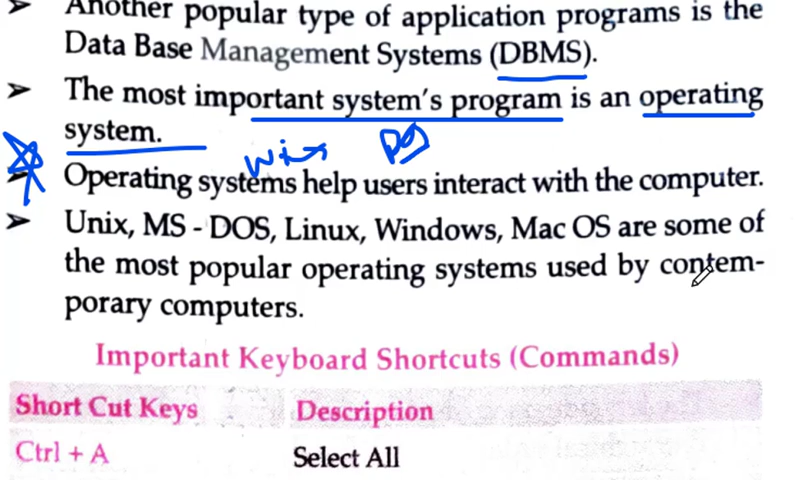 ➤ Another popular type of application programs is the
Data Base Management Systems (DBMS).
➤ The most important system's program is an operating
system.
➤ Operating systems help users interact with the computer.
➤ Unix, MS - DOS, Linux, Windows, Mac OS are some of
the most popular operating systems used by contem-
porary computers.
Important Keyboard Shortcuts (Commands)
Short Cut Keys Description
Ctrl + A Select All